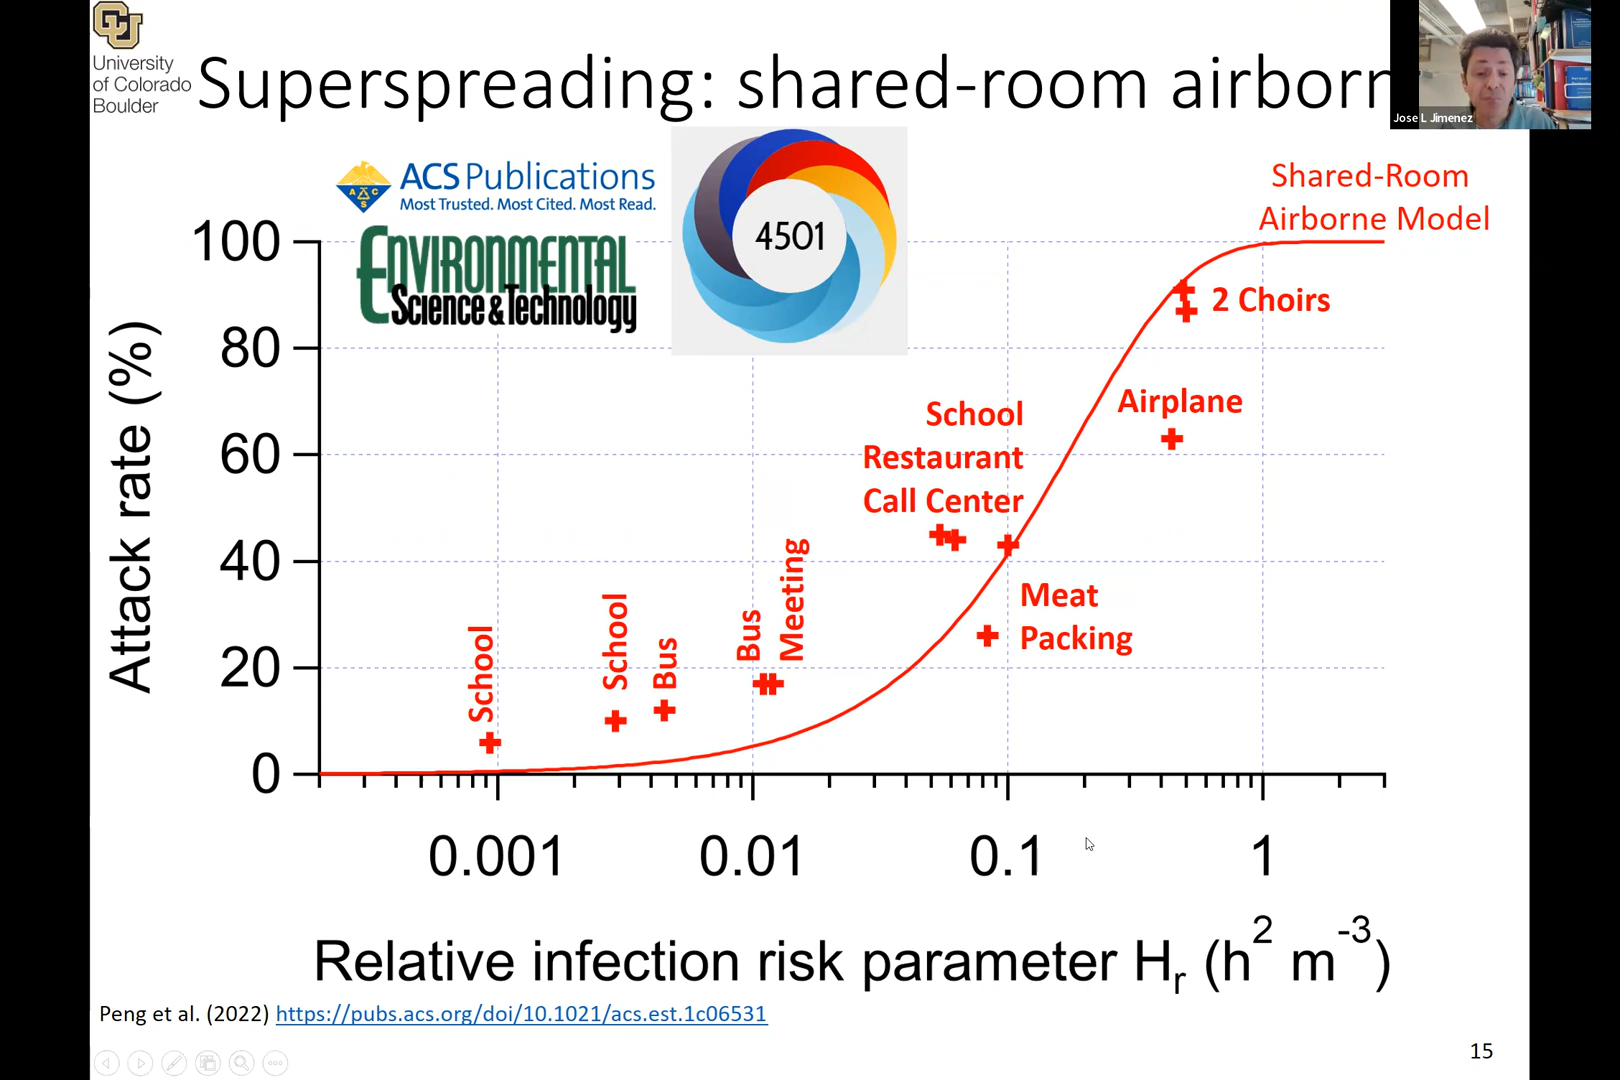 University
of Colorado
Boulder
Superspreading: shared-room airborn
Jose L Jimenez
ACS Publications
Most Trusted. Most Cited. Most Read.
A C S
ENVIRONMENTAL
Science & Technology
4501
Shared-Room
Airborne Model
100
80
60
40
20
0
Attack rate (%)
2 Choirs
Airplane
School
Restaurant
Call Center
Meat
Packing
School
School
Bus
Bus
Meeting
0.001
0.01
0.1
1
Relative infection risk parameter Hr (h2 m-3)
Peng et al. (2022) https://pubs.acs.org/doi/10.1021/acs.est.1c06531
15